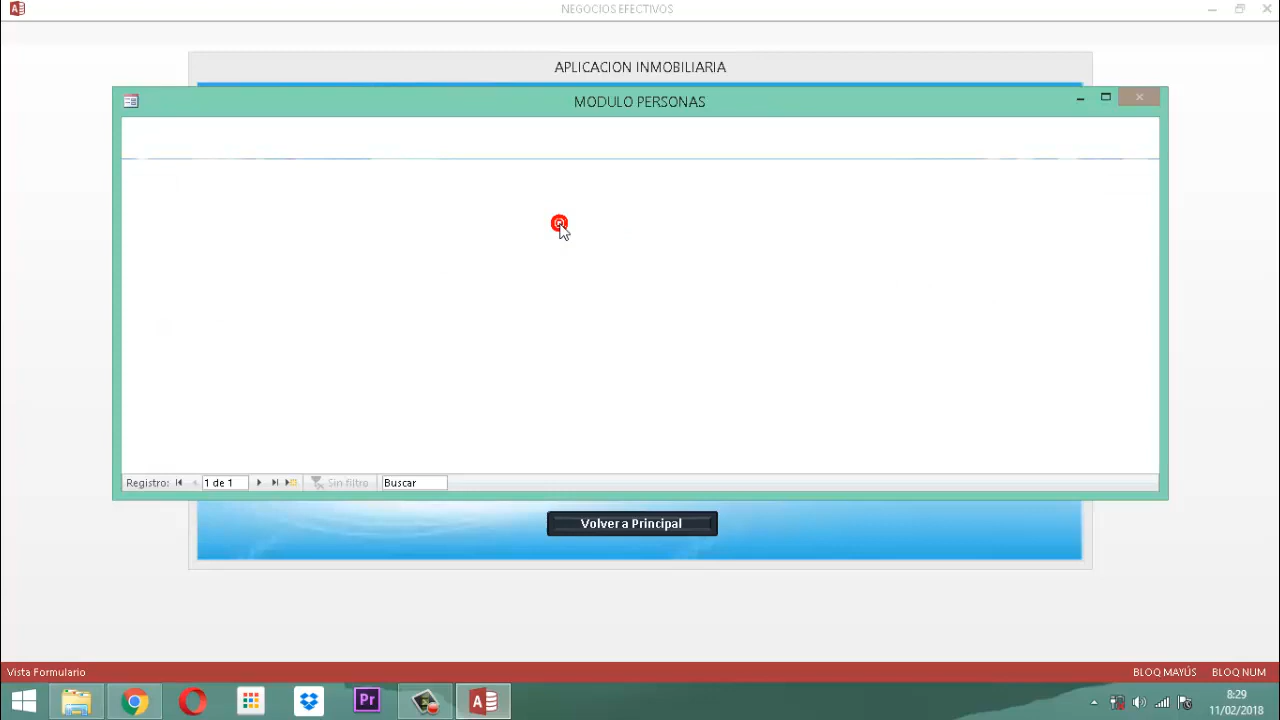 NEGOCIOS EFECTIVOS
APLICACION INMOBILIARIA
MODULO PERSONAS
Registro: 1 de 1 Sin filtro Buscar
Volver a Principal
Vista Formulario BLOQ MAYÚS BLOQ NUM
Pr
8:29
11/02/2018